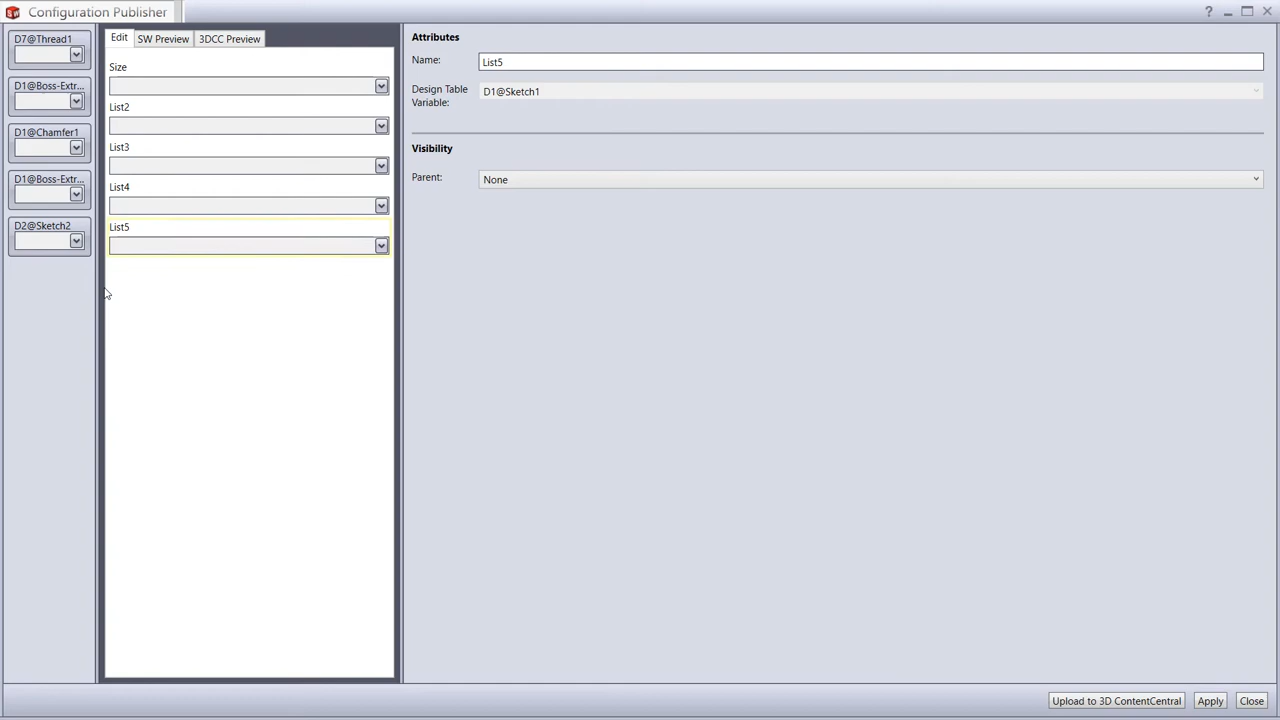 Configuration Publisher
D7@Thread1
D1@Boss-Extr...
D1@Chamfer1
D1@Boss-Extr...
D2@Sketch2
Edit
SW Preview
3DCC Preview
Size
List2
List3
List4
List5
Attributes
Name:
List5
Design Table
Variable:
D1@Sketch1
Visibility
Parent:
None
Upload to 3D ContentCentral
Apply
Close